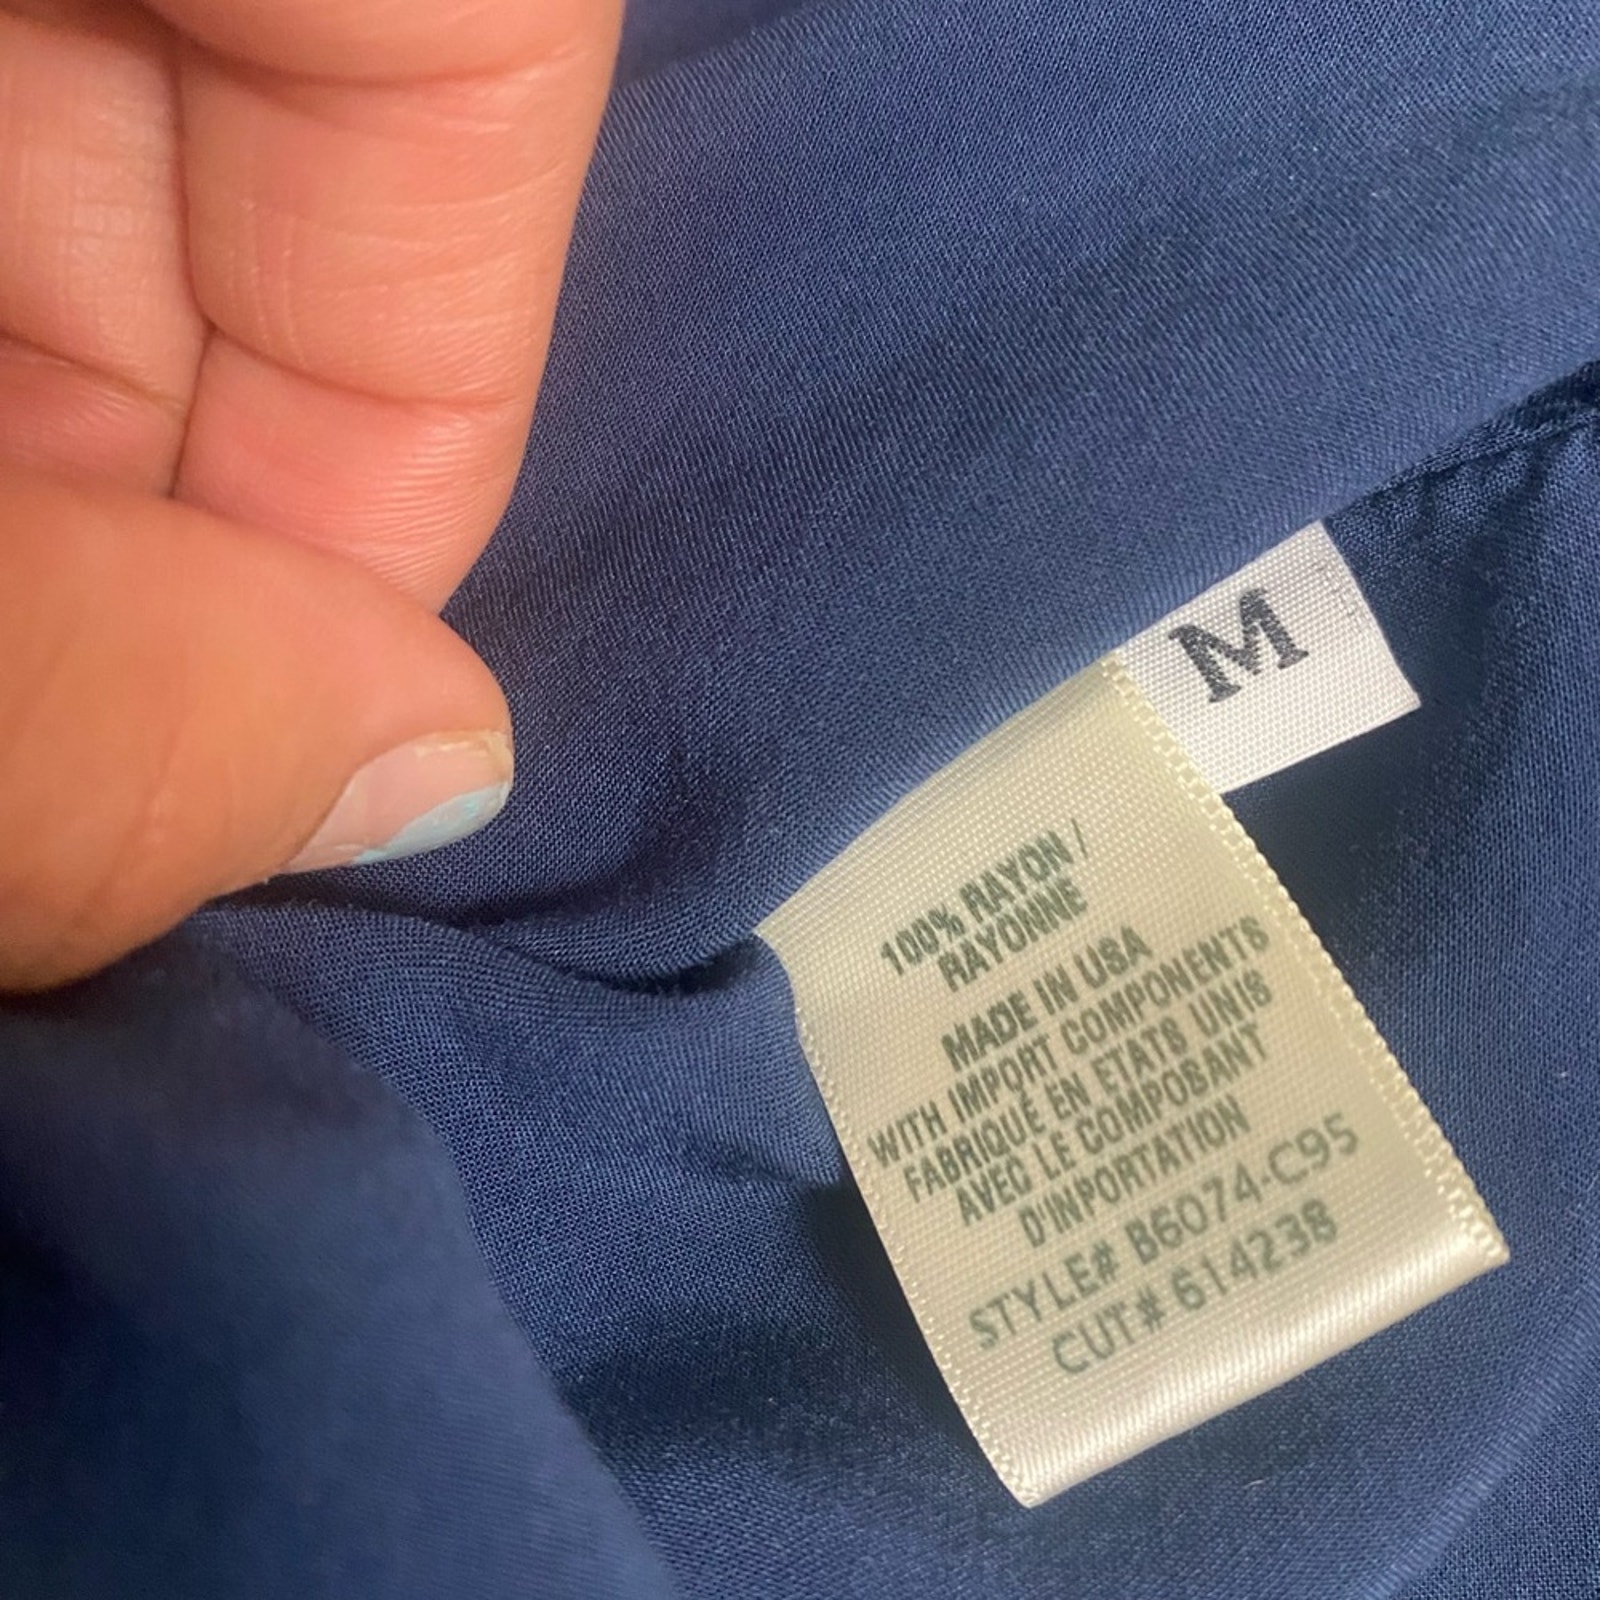 M
100% RAYON /
RAYONNE
MADE IN USA
WITH IMPORT COMPONENTS
FABRIQUÉ EN ETATS UNIS
AVEC LE COMPOSANT
D'INPORTATION
STYLE# B6074-C95
CUT# 614238